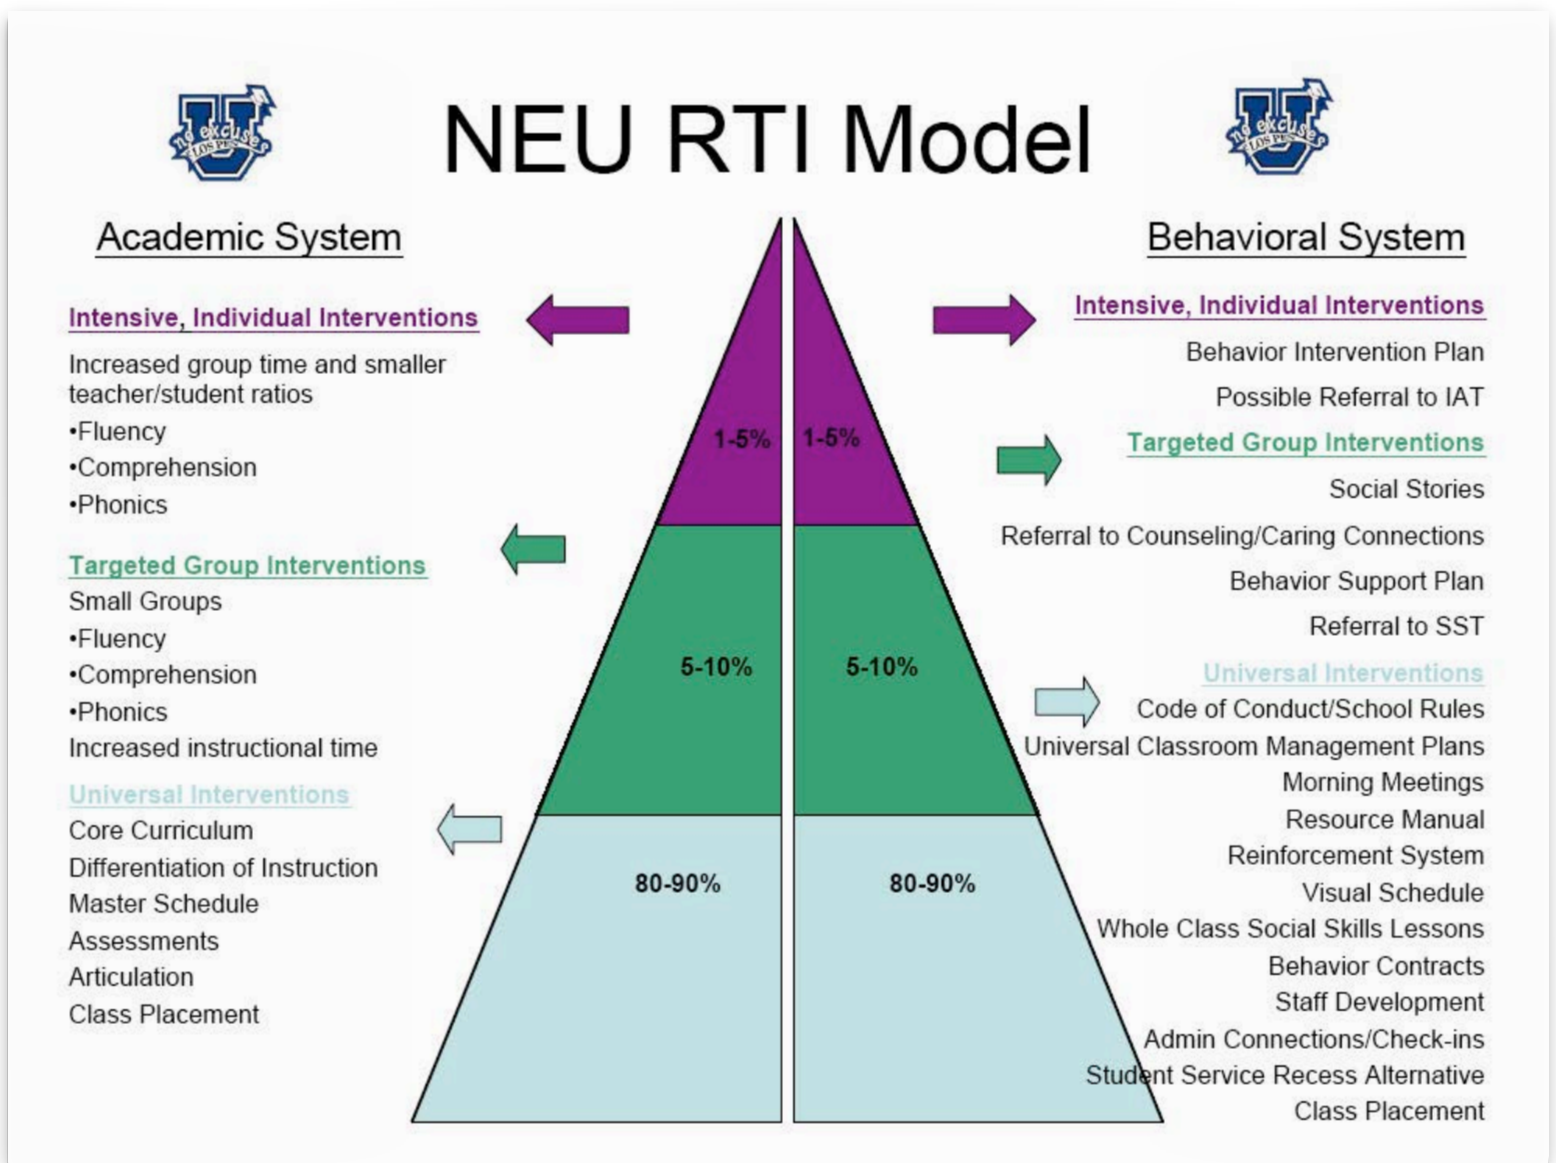 NEU RTI Model
no excuses
no excuses
Academic System
Intensive, Individual Interventions
Increased group time and smaller
teacher/student ratios
•Fluency
•Comprehension
•Phonics
Targeted Group Interventions
Small Groups
•Fluency
•Comprehension
•Phonics
Increased instructional time
Universal Interventions
Core Curriculum
Differentiation of Instruction
Master Schedule
Assessments
Articulation
Class Placement
1-5%
1-5%
5-10%
5-10%
80-90%
80-90%
Behavioral System
Intensive, Individual Interventions
Behavior Intervention Plan
Possible Referral to IAT
Targeted Group Interventions
Social Stories
Referral to Counseling/Caring Connections
Behavior Support Plan
Referral to SST
Universal Interventions
Code of Conduct/School Rules
Universal Classroom Management Plans
Morning Meetings
Resource Manual
Reinforcement System
Visual Schedule
Whole Class Social Skills Lessons
Behavior Contracts
Staff Development
Admin Connections/Check-ins
Student Service Recess Alternative
Class Placement